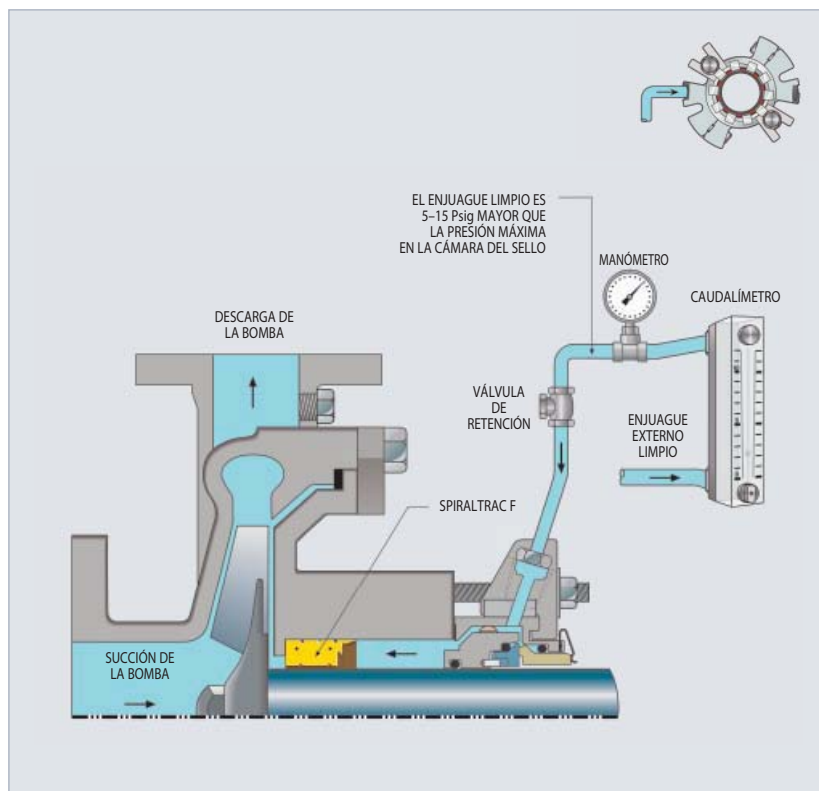 EL ENJUAGUE LIMPIO ES
5–15 Psig MAYOR QUE
LA PRESIÓN MÁXIMA
EN LA CÁMARA DEL SELLO
MANÓMETRO
CAUDALÍMETRO
DESCARGA DE
LA BOMBA
VÁLVULA
DE
RETENCIÓN
ENJUAGUE
EXTERNO
LIMPIO
SPIRALTRAC F
SUCCIÓN DE
LA BOMBA